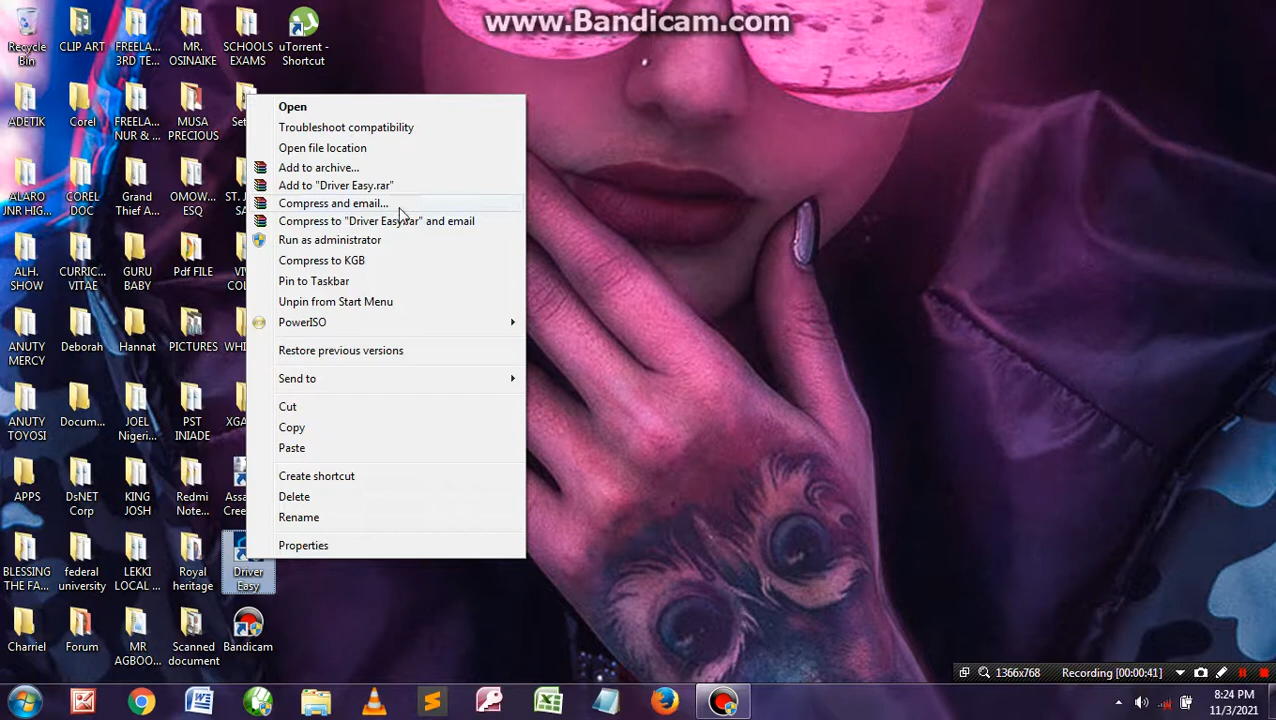 www.Bandicam.com
Recycle Bin
CLIP ART
FREELA... 3RD TE...
MR. OSINAIKE
SCHOOLS EXAMS
uTorrent - Shortcut
ADETIK
Corel
FREELA... NUR & ...
MUSA PRECIOUS
Set
ALARO JNR HIG...
COREL DOC
Grand Thief A...
OMOW... ESQ
ST. J
SA
ALH. SHOW
CURRIC... VITAE
GURU BABY
Pdf FILE
VI
COL
ANUTY MERCY
Deborah
Hannat
PICTURES
WHI
ANUTY TOYOSI
Docum...
JOEL Nigeri...
PST INIADE
XGA
APPS
DsNET Corp
KING JOSH
Redmi Note...
Assa
Cree
BLESSING THE FA...
federal university
LEKKI LOCAL ...
Royal heritage
Driver Easy
Charriel
Forum
MR AGBOO...
Scanned document
Bandicam
Open
Troubleshoot compatibility
Open file location
Add to archive...
Add to "Driver Easy.rar"
Compress and email...
Compress to "Driver Easy.rar" and email
Run as administrator
Compress to KGB
Pin to Taskbar
Unpin from Start Menu
PowerISO
Restore previous versions
Send to
Cut
Copy
Paste
Create shortcut
Delete
Rename
Properties
1366x768
Recording [00:00:41]
8:24 PM
11/3/2021